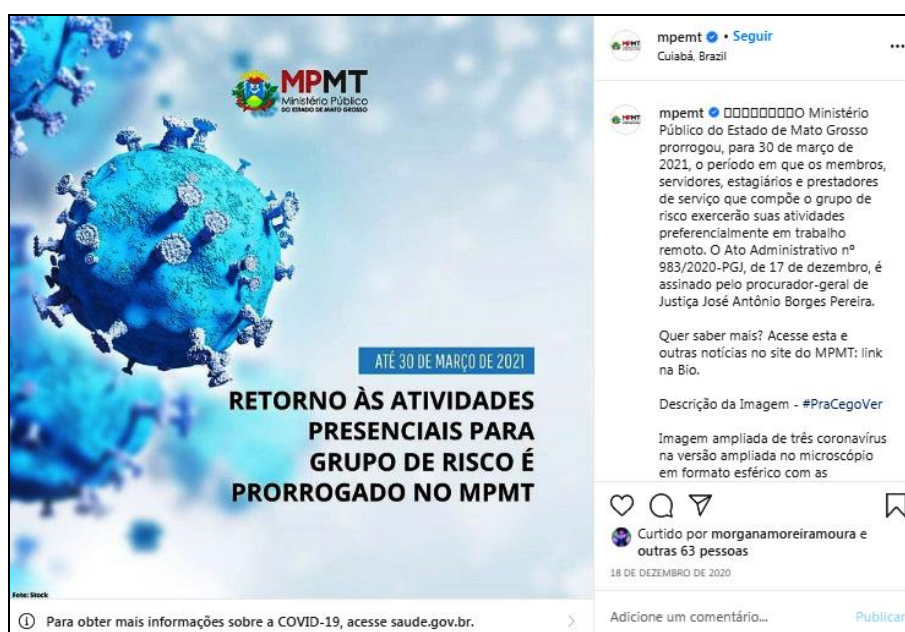 MPMT
Ministério Público
DO ESTADO DE MATO GROSSO
ATÉ 30 DE MARÇO DE 2021
RETORNO ÀS ATIVIDADES
PRESENCIAIS PARA
GRUPO DE RISCO É
PRORROGADO NO MPMT
Foto: Stock
Para obter mais informações sobre a COVID-19, acesse saude.gov.br.
mpemt • Seguir
Cuiabá, Brazil
mpemt □□□□□□□□O Ministério
Público do Estado de Mato Grosso
prorrogou, para 30 de março de
2021, o período em que os membros,
servidores, estagiários e prestadores
de serviço que compõe o grupo de
risco exercerão suas atividades
preferencialmente em trabalho
remoto. O Ato Administrativo nº
983/2020-PGJ, de 17 de dezembro, é
assinado pelo procurador-geral de
Justiça José Antônio Borges Pereira.
Quer saber mais? Acesse esta e
outras notícias no site do MPMT: link
na Bio.
Descrição da Imagem - #PraCegoVer
Imagem ampliada de três coronavírus
na versão ampliada no microscópio
em formato esférico com as
Curtido por morganamoreiramoura e
outras 63 pessoas
18 DE DEZEMBRO DE 2020
Adicione um comentário... Publicar